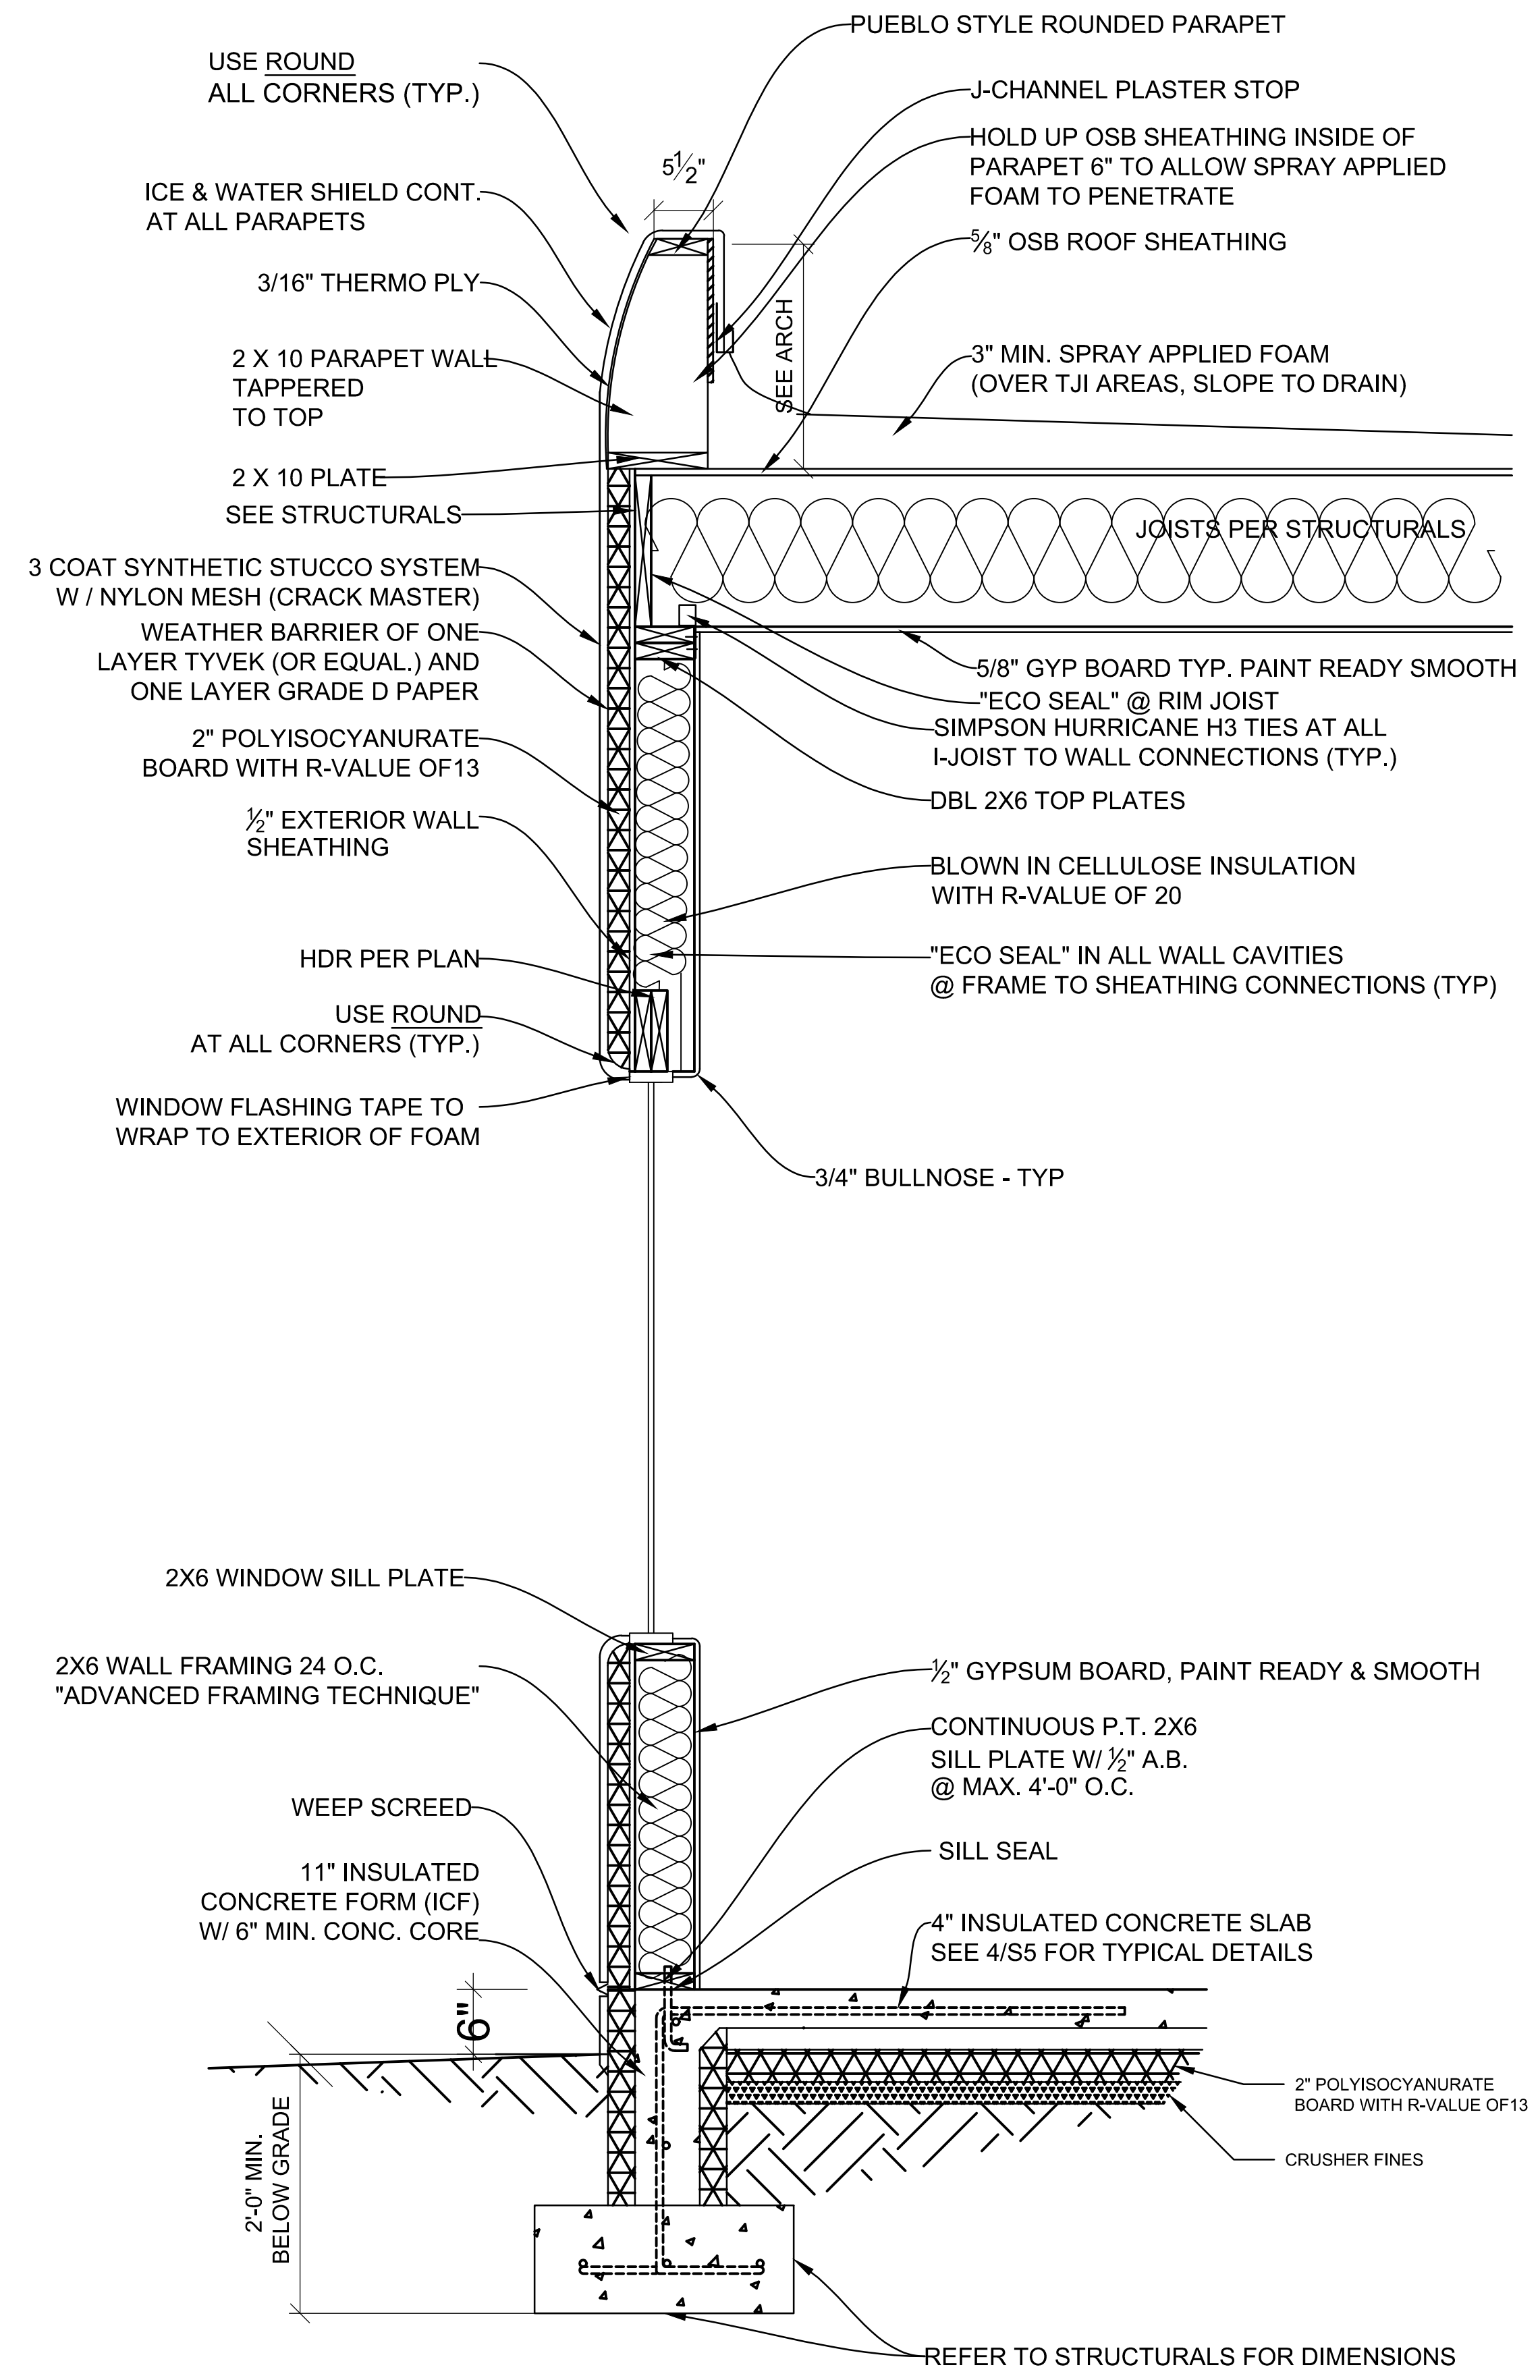 PUEBLO STYLE ROUNDED PARAPET
USE ROUND
ALL CORNERS (TYP.)
J-CHANNEL PLASTER STOP
HOLD UP OSB SHEATHING INSIDE OF
PARAPET 6" TO ALLOW SPRAY APPLIED
FOAM TO PENETRATE
5½"
ICE & WATER SHIELD CONT.
AT ALL PARAPETS
⅝" OSB ROOF SHEATHING
3/16" THERMO PLY
SEE ARCH
2 X 10 PARAPET WALL
TAPPERED
TO TOP
3" MIN. SPRAY APPLIED FOAM
(OVER TJI AREAS, SLOPE TO DRAIN)
2 X 10 PLATE
SEE STRUCTURALS
JOISTS PER STRUCTURALS
3 COAT SYNTHETIC STUCCO SYSTEM
W / NYLON MESH (CRACK MASTER)
WEATHER BARRIER OF ONE
LAYER TYVEK (OR EQUAL.) AND
ONE LAYER GRADE D PAPER
5/8" GYP BOARD TYP. PAINT READY SMOOTH
"ECO SEAL" @ RIM JOIST
SIMPSON HURRICANE H3 TIES AT ALL
I-JOIST TO WALL CONNECTIONS (TYP.)
2" POLYISOCYANURATE
BOARD WITH R-VALUE OF13
DBL 2X6 TOP PLATES
½" EXTERIOR WALL
SHEATHING
BLOWN IN CELLULOSE INSULATION
WITH R-VALUE OF 20
HDR PER PLAN
"ECO SEAL" IN ALL WALL CAVITIES
@ FRAME TO SHEATHING CONNECTIONS (TYP)
USE ROUND
AT ALL CORNERS (TYP.)
WINDOW FLASHING TAPE TO
WRAP TO EXTERIOR OF FOAM
3/4" BULLNOSE - TYP
2X6 WINDOW SILL PLATE
2X6 WALL FRAMING 24 O.C.
"ADVANCED FRAMING TECHNIQUE"
½" GYPSUM BOARD, PAINT READY & SMOOTH
CONTINUOUS P.T. 2X6
SILL PLATE W/ ½" A.B.
@ MAX. 4'-0" O.C.
WEEP SCREED
SILL SEAL
11" INSULATED
CONCRETE FORM (ICF)
W/ 6" MIN. CONC. CORE
4" INSULATED CONCRETE SLAB
SEE 4/S5 FOR TYPICAL DETAILS
6"
2" POLYISOCYANURATE
BOARD WITH R-VALUE OF13
CRUSHER FINES
2'-0" MIN.
BELOW GRADE
REFER TO STRUCTURALS FOR DIMENSIONS